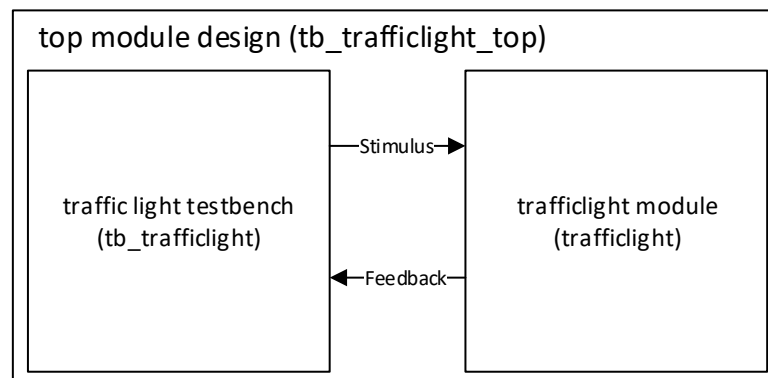 top module design (tb_trafficlight_top)
traffic light testbench
(tb_trafficlight)
Stimulus
Feedback
trafficlight module
(trafficlight)